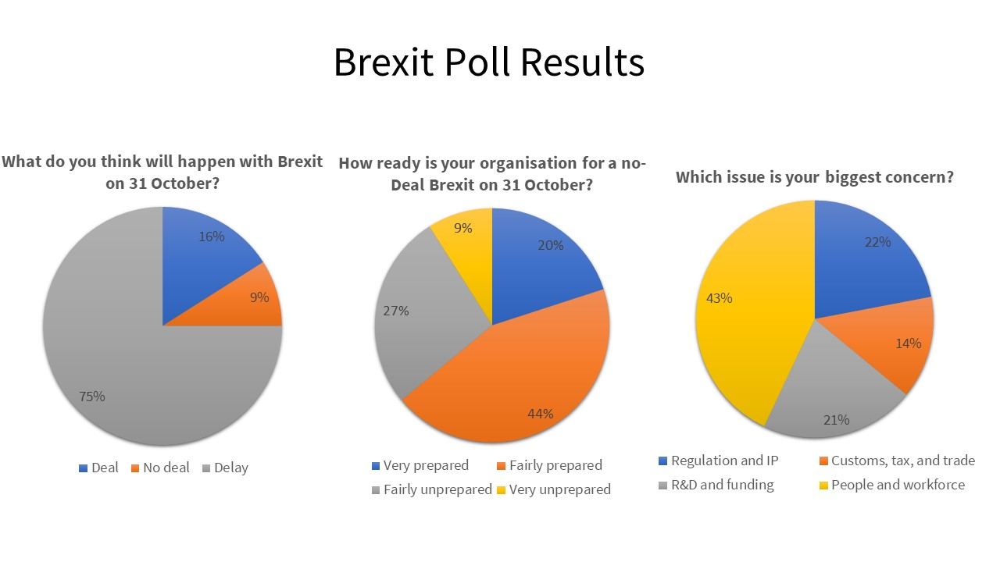 Brexit Poll Results
What do you think will happen with Brexit
on 31 October?
16%
9%
75%
Deal
No deal
Delay
How ready is your organisation for a no-
Deal Brexit on 31 October?
9%
20%
27%
44%
Very prepared
Fairly prepared
Fairly unprepared
Very unprepared
Which issue is your biggest concern?
22%
43%
14%
21%
Regulation and IP
Customs, tax, and trade
R&D and funding
People and workforce